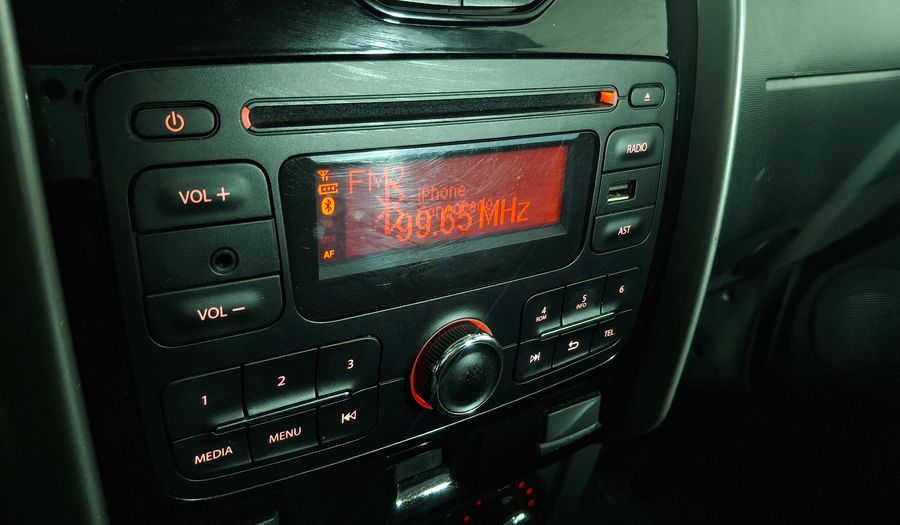 VOL +
VOL −
1
2
3
MEDIA
MENU
FM
iPhone
99.65 MHz
AF
RADIO
AST
4
RDM
5
INFO
6
TEL